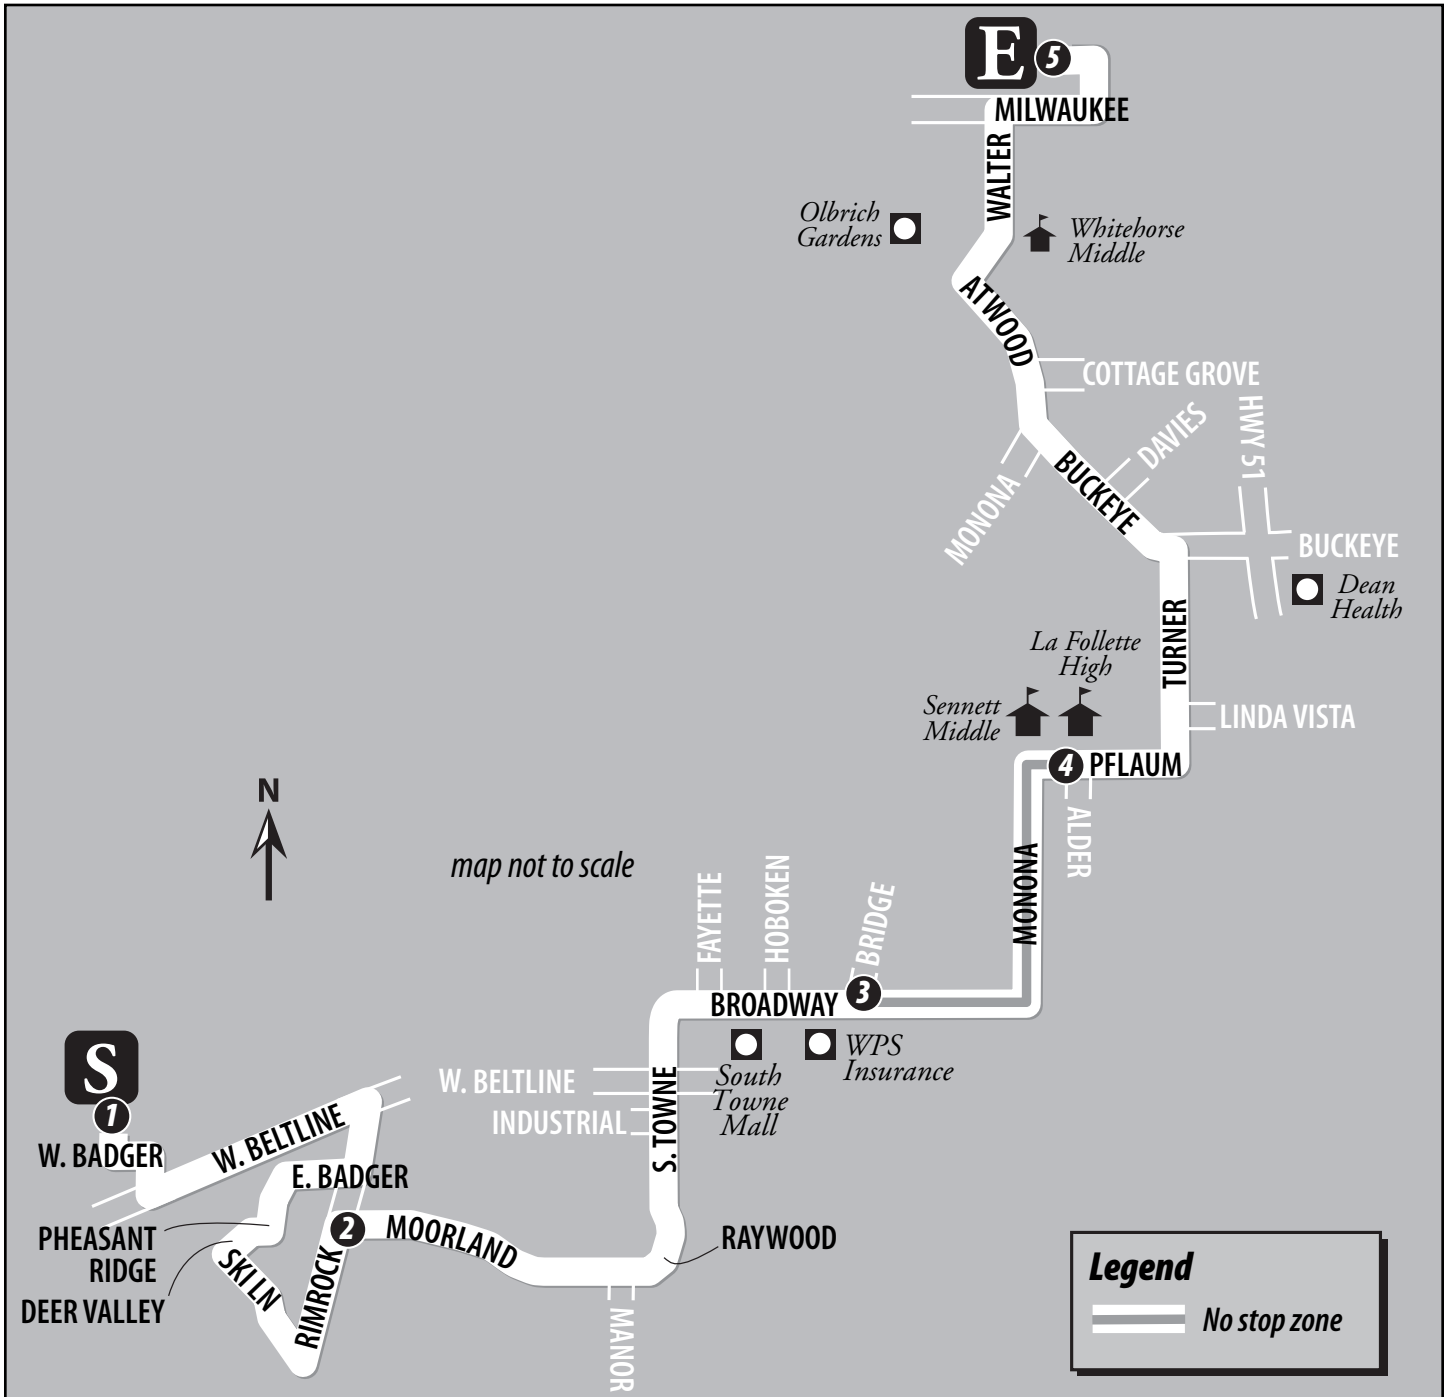 E 5
MILWAUKEE
WALTER
Olbrich
Gardens
Whitehorse
Middle
ATWOOD
COTTAGE GROVE
HWY 51
DAVIES
MONONA
BUCKEYE
BUCKEYE
Dean
Health
TURNER
La Follette
High
Sennett
Middle
LINDA VISTA
4 PFLAUM
ALDER
N
map not to scale
MONONA
FAYETTE
HOBOKEN
BRIDGE
BROADWAY 3
South
Towne
Mall
WPS
Insurance
S
1
W. BADGER
W. BELTLINE
W. BELTLINE
INDUSTRIAL
S. TOWNE
E. BADGER
PHEASANT
RIDGE
DEER VALLEY
SKI LN
RIMROCK
2
MOORLAND
RAYWOOD
MANOR
Legend
No stop zone